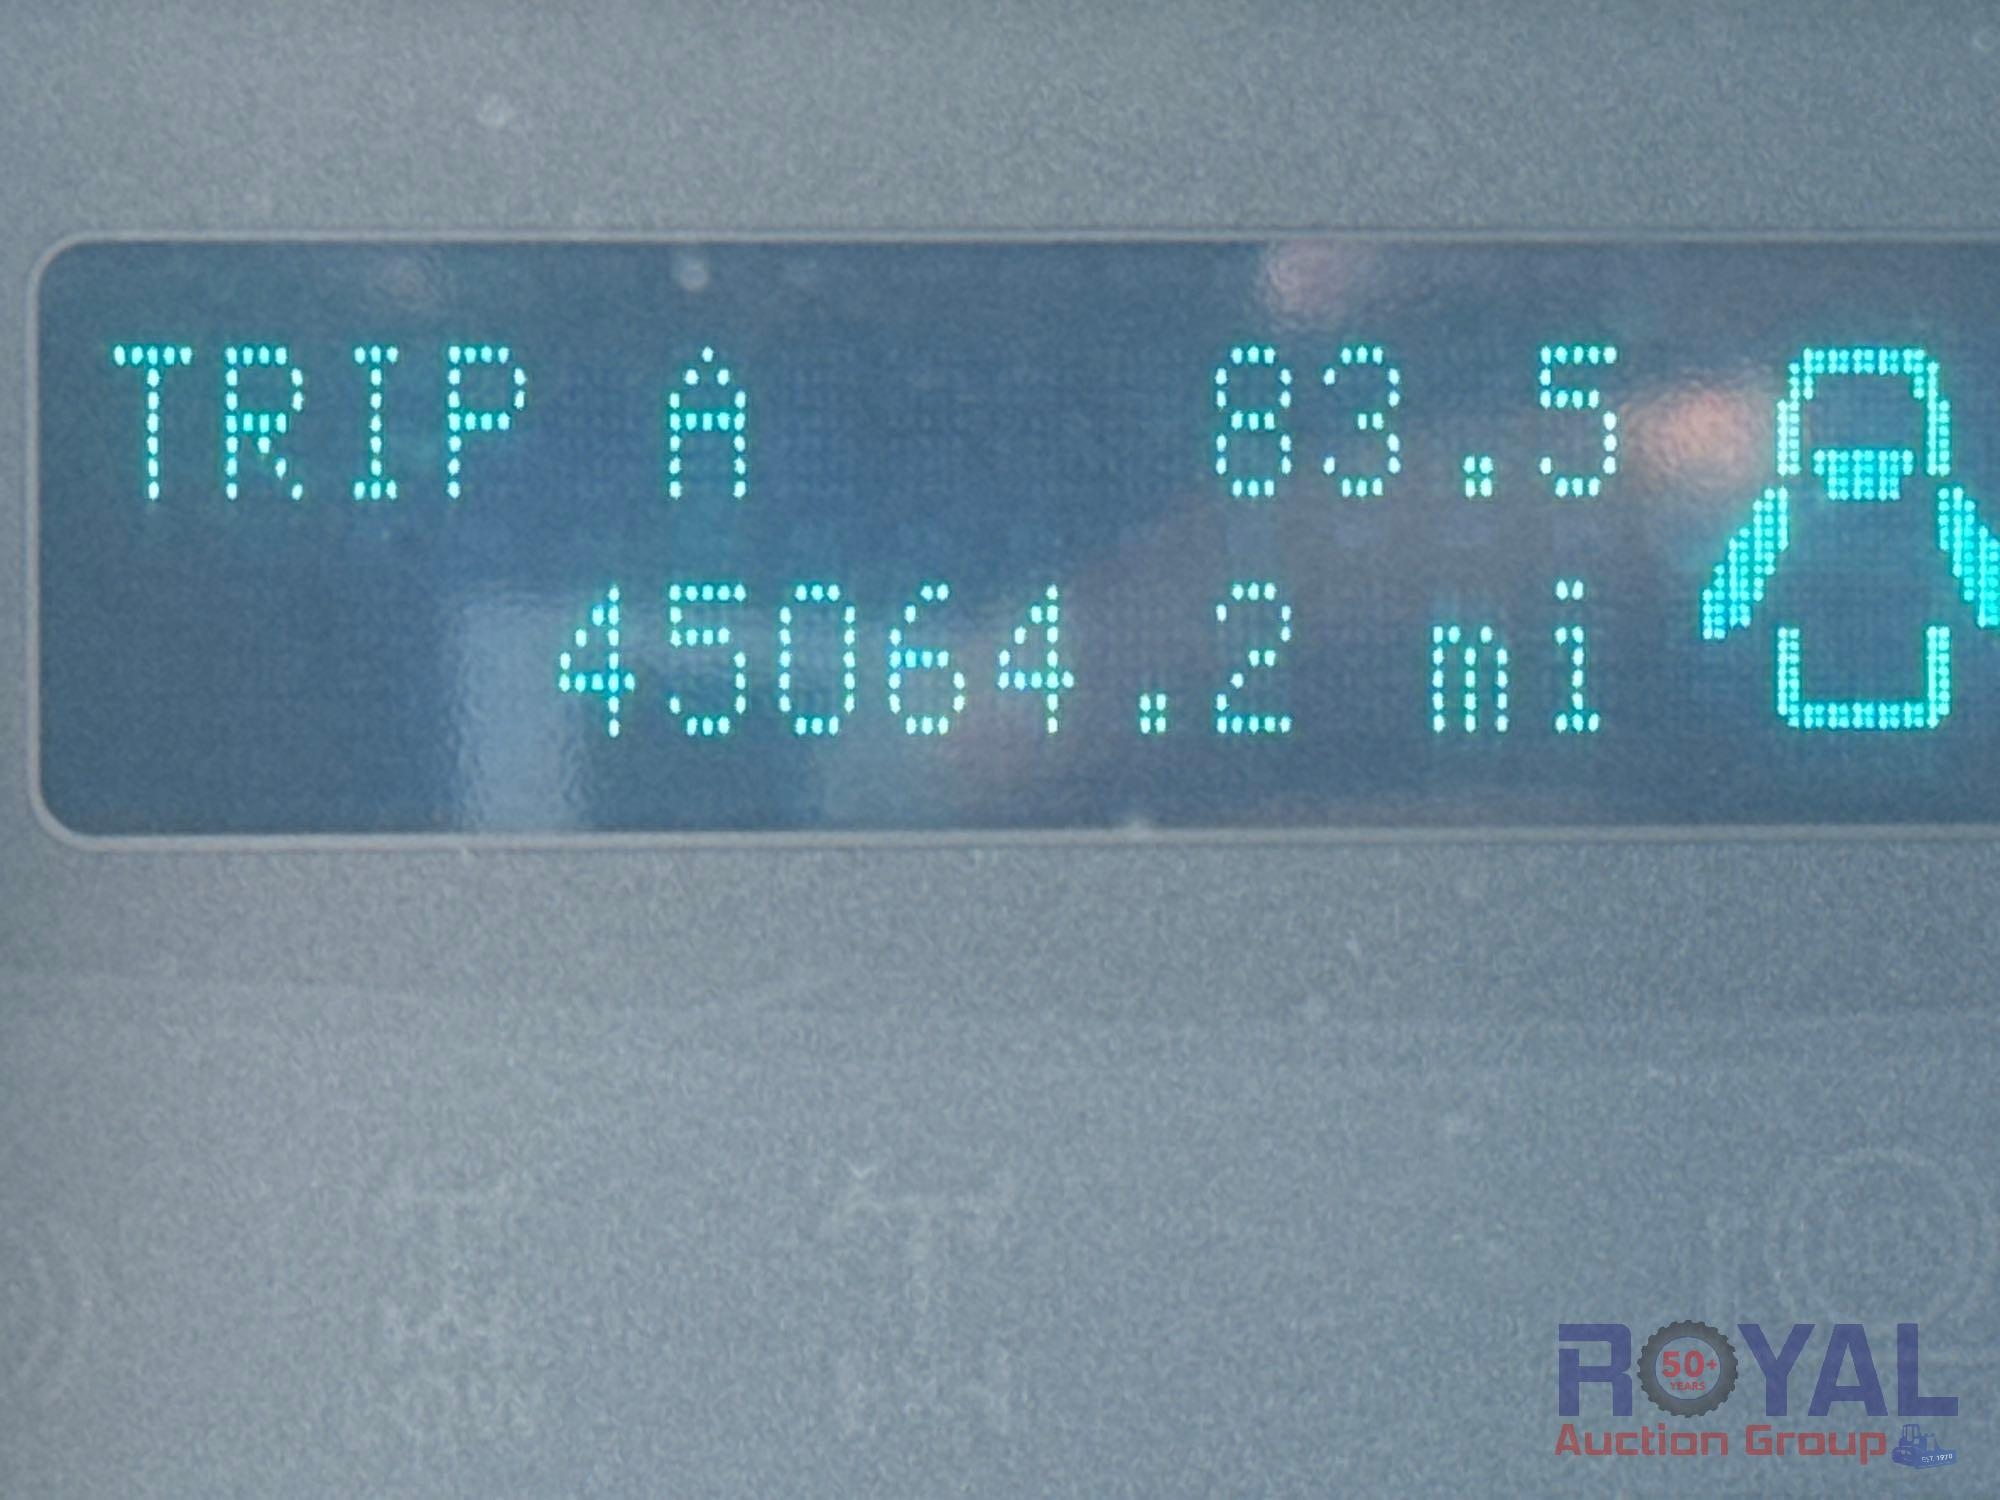 TRIP A 83.5
45064.2 mi
ROYAL
50+
YEARS
Auction Group
EST. 1970